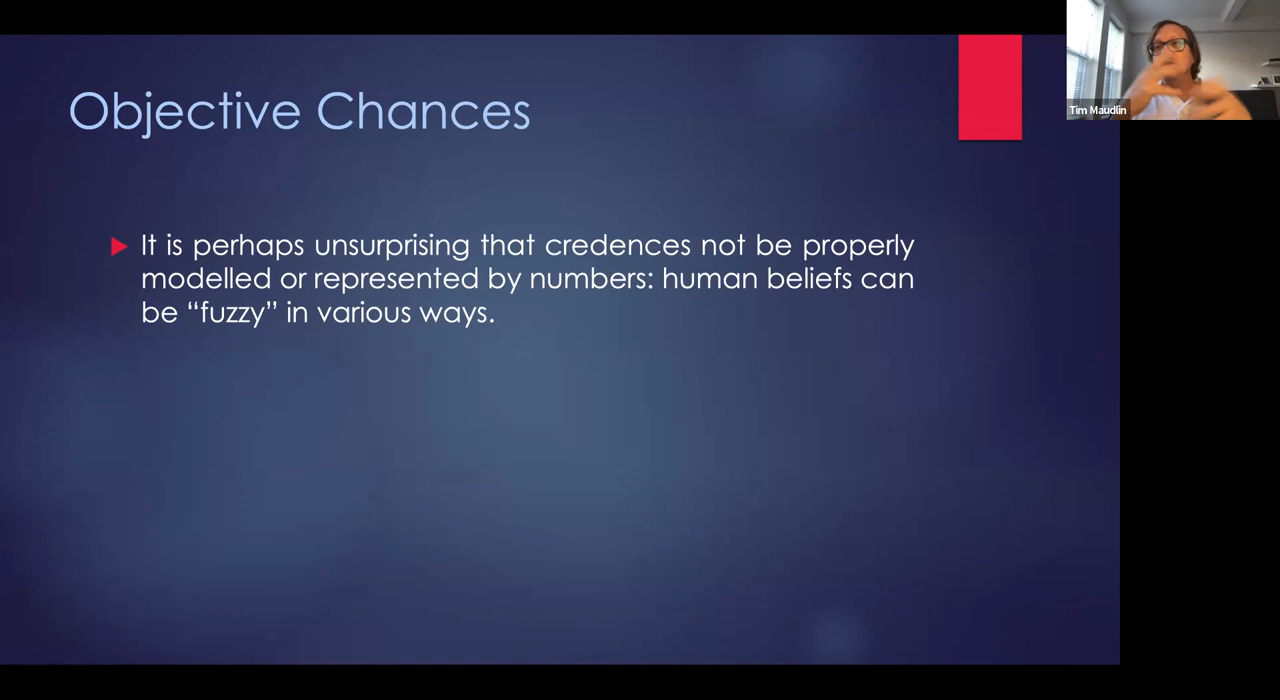 Objective Chances
Tim Maudlin
It is perhaps unsurprising that credences not be properly
modelled or represented by numbers: human beliefs can
be “fuzzy” in various ways.